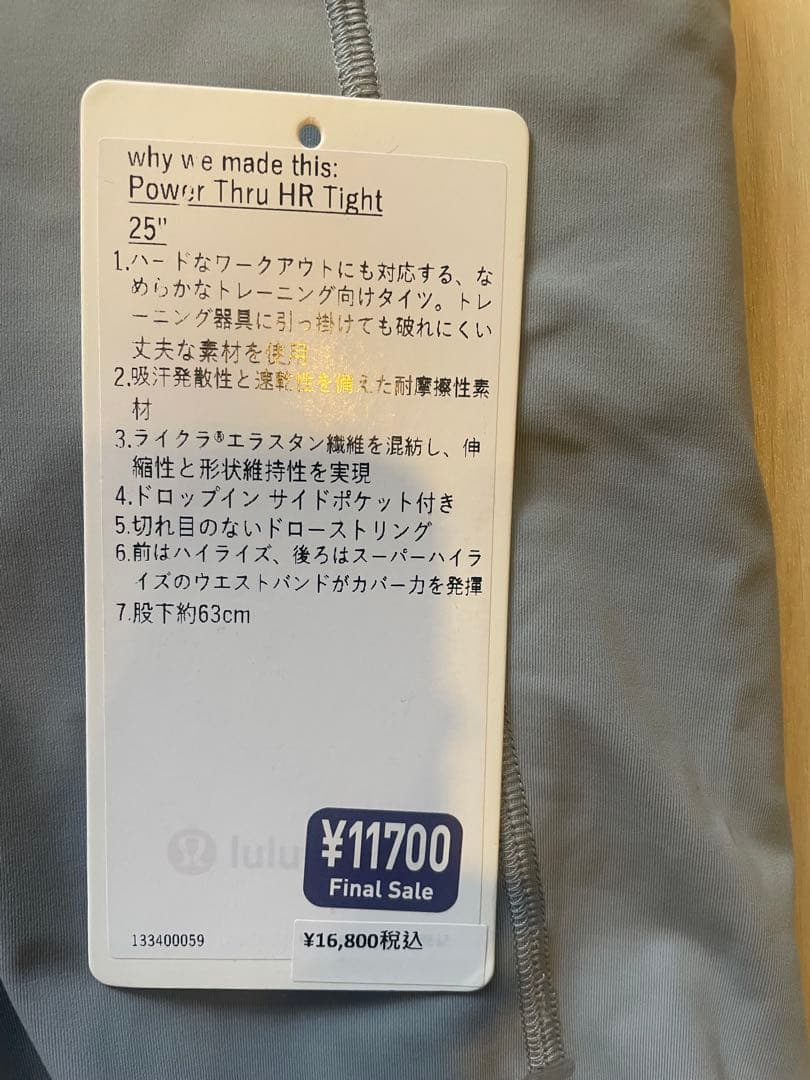 why we made this:
Power Thru HR Tight
25"
1.ハードなワークアウトにも対応する、な
めらかなトレーニング向けタイツ。トレ
ーニング器具に引っ掛けても破れにくい
丈夫な素材を使用
2.吸汗発散性と速乾性を備えた耐摩擦性素
材
3.ライクラ®エラスタン繊維を混紡し、伸
縮性と形状維持性を実現
4.ドロップイン サイドポケット付き
5.切れ目のないドローストリング
6.前はハイライズ、後ろはスーパーハイラ
イズのウエストバンドがカバー力を発揮
7.股下約63cm
lulu
¥11700
Final Sale
133400059
¥16,800税込